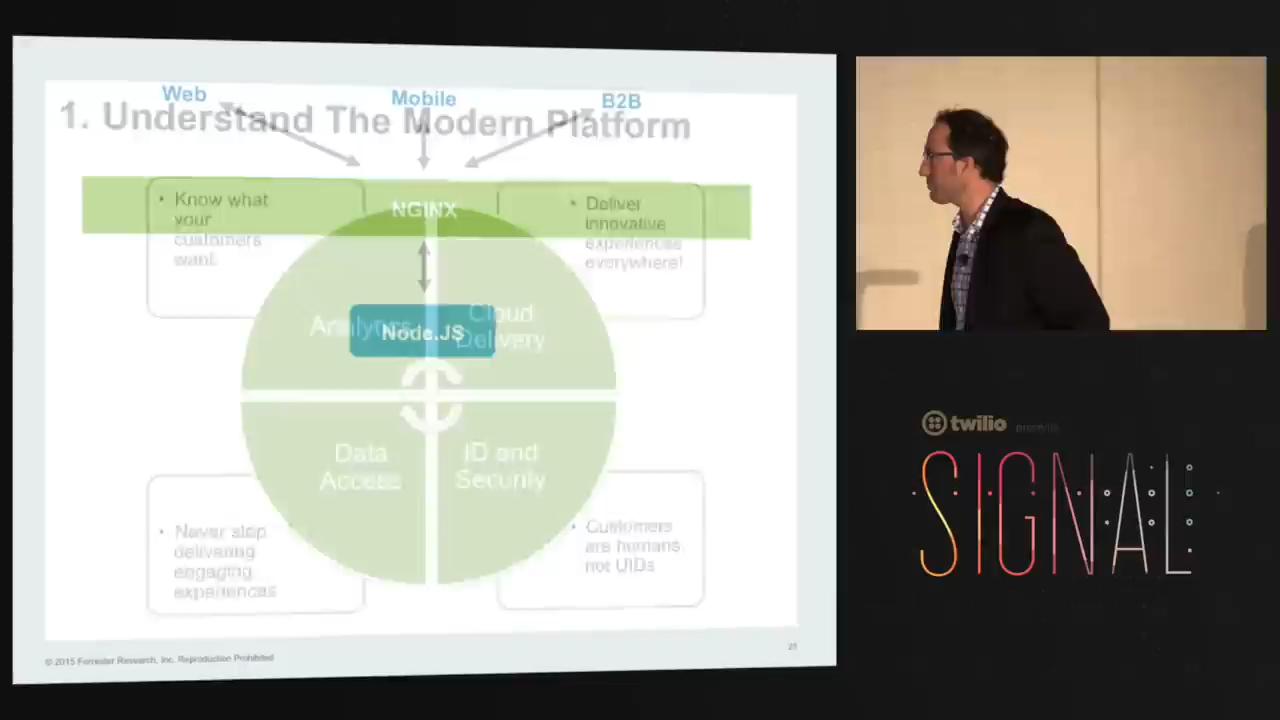 Web
Mobile
B2B
1. Understand The Modern Platform
• Know what
your
customers
want.
NGINX
• Deliver
innovative
experiences
everywhere!
Analytics
Cloud
Delivery
Node.JS
Data
Access
ID and
Security
• Never stop
delivering
engaging
experiences
• Customers
are humans,
not UIDs
© 2015 Forrester Research, Inc. Reproduction Prohibited
twilio presents
SIGNAL